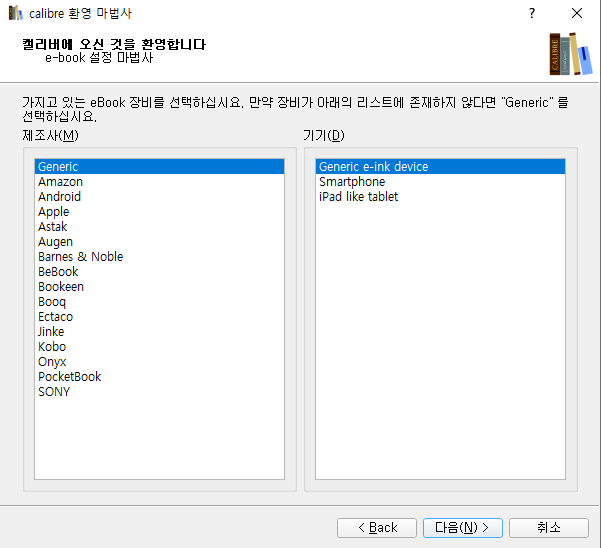 calibre 환영 마법사
캘리버에 오신 것을 환영합니다
e-book 설정 마법사
CALIBRE
가지고 있는 eBook 장비를 선택하십시요. 만약 장비가 아래의 리스트에 존재하지 않다면 "Generic" 를
선택하십시요.
제조사(M)
기기(D)
Generic
Amazon
Android
Apple
Astak
Augen
Barnes & Noble
BeBook
Bookeen
Booq
Ectaco
Jinke
Kobo
Onyx
PocketBook
SONY
Generic e-ink device
Smartphone
iPad like tablet
< Back
다음(N) >
취소